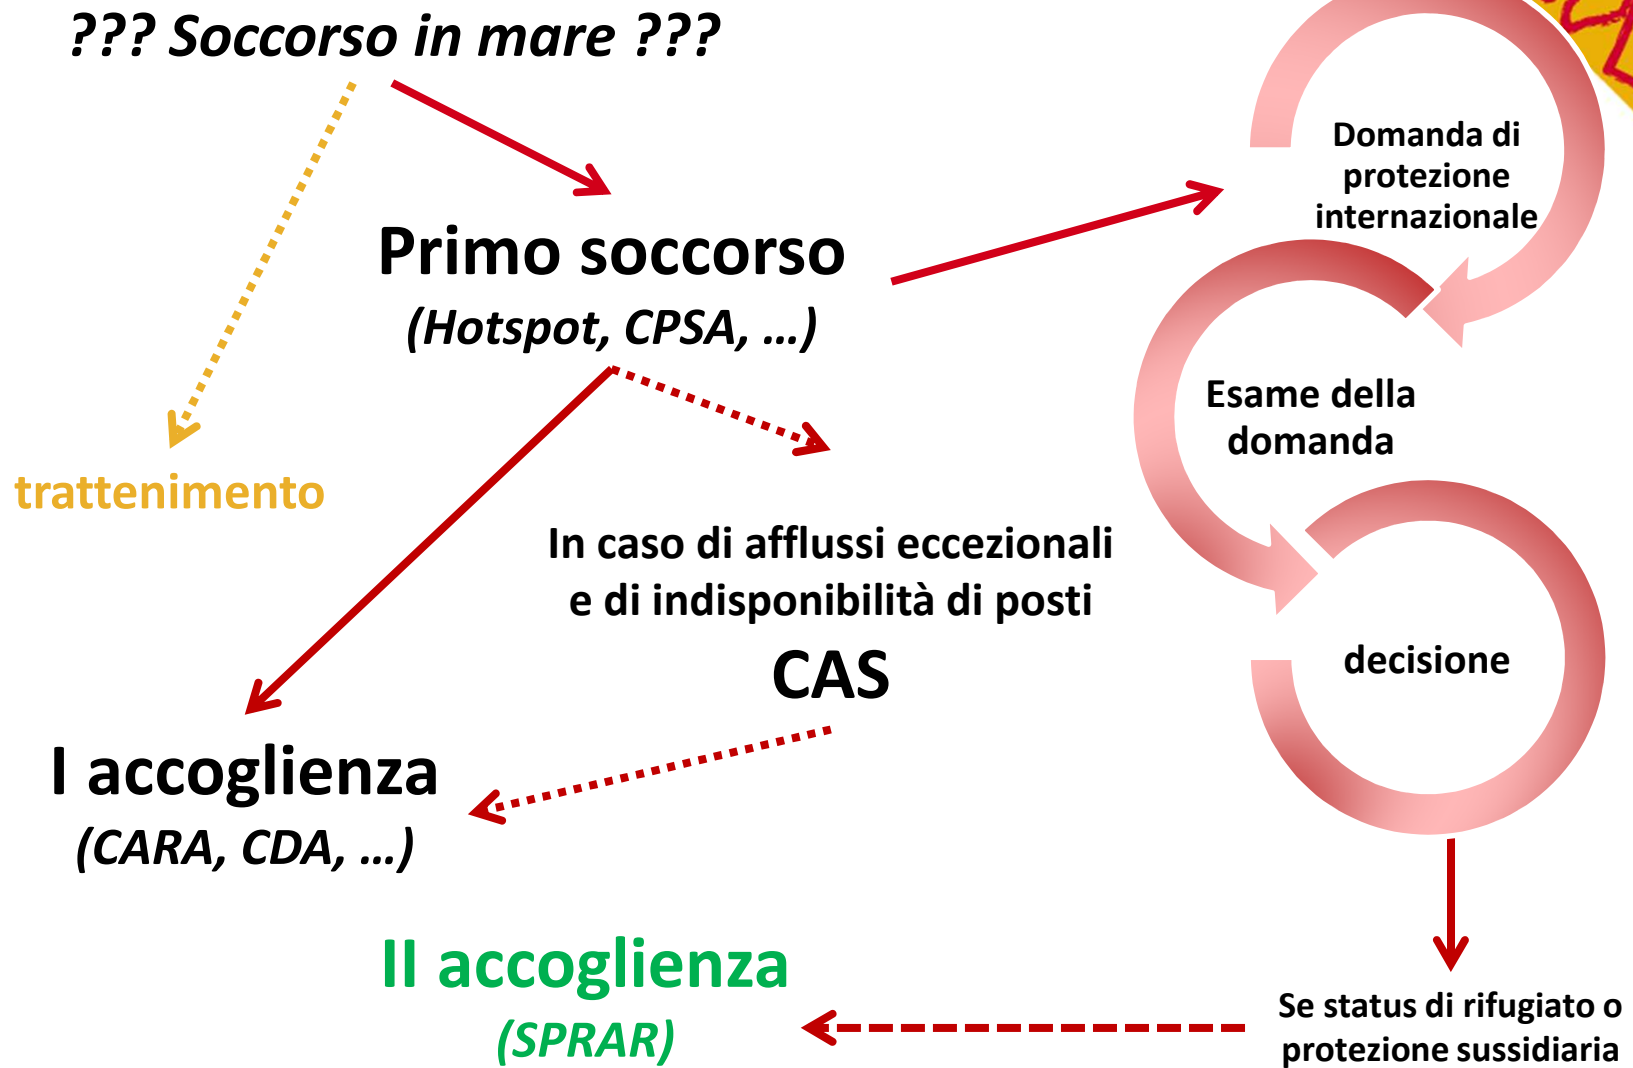 ??? Soccorso in mare ???
Domanda di
protezione
internazionale
Primo soccorso
(Hotspot, CPSA, …)
Esame della
domanda
trattenimento
In caso di afflussi eccezionali
e di indisponibilità di posti
CAS
decisione
I accoglienza
(CARA, CDA, …)
II accoglienza
(SPRAR)
Se status di rifugiato o
protezione sussidiaria